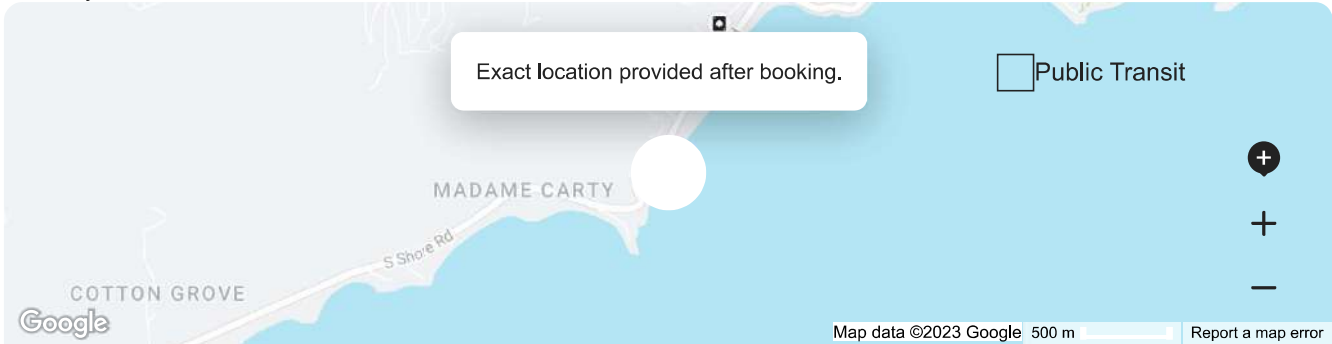 Exact location provided after booking.
Public Transit
MADAME CARTY
S Shore Rd
COTTON GROVE
Google
Map data ©2023 Google 500 m Report a map error